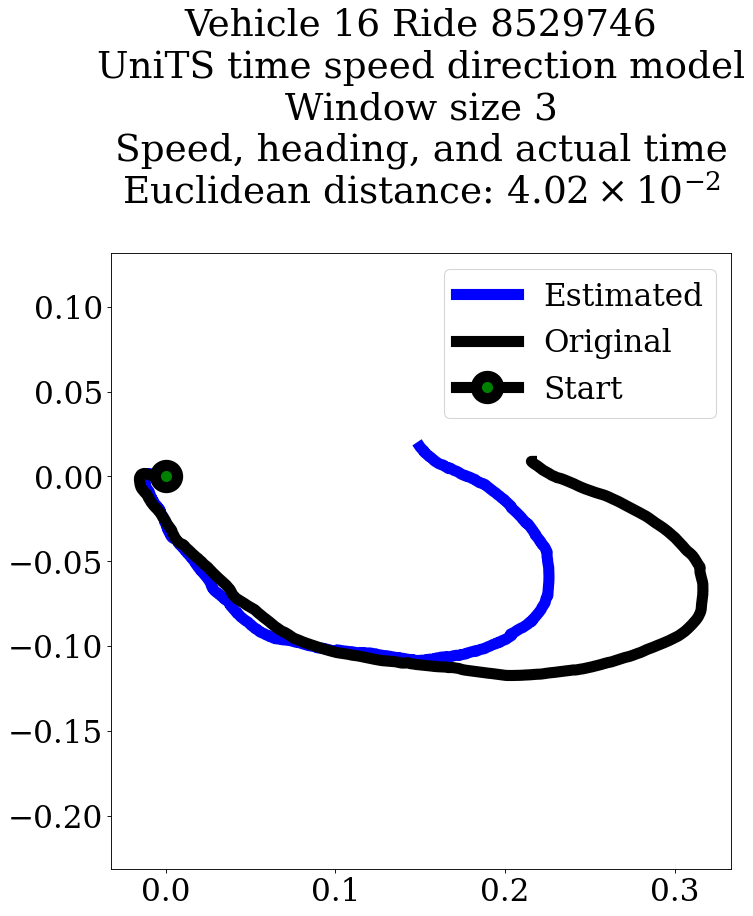 Vehicle 16 Ride 8529746
UniTS time speed direction model
Window size 3
Speed, heading, and actual time
Euclidean distance: 4.02 × 10⁻²
Estimated
Original
Start
0.10
0.05
0.00
−0.05
−0.10
−0.15
−0.20
0.0 0.1 0.2 0.3